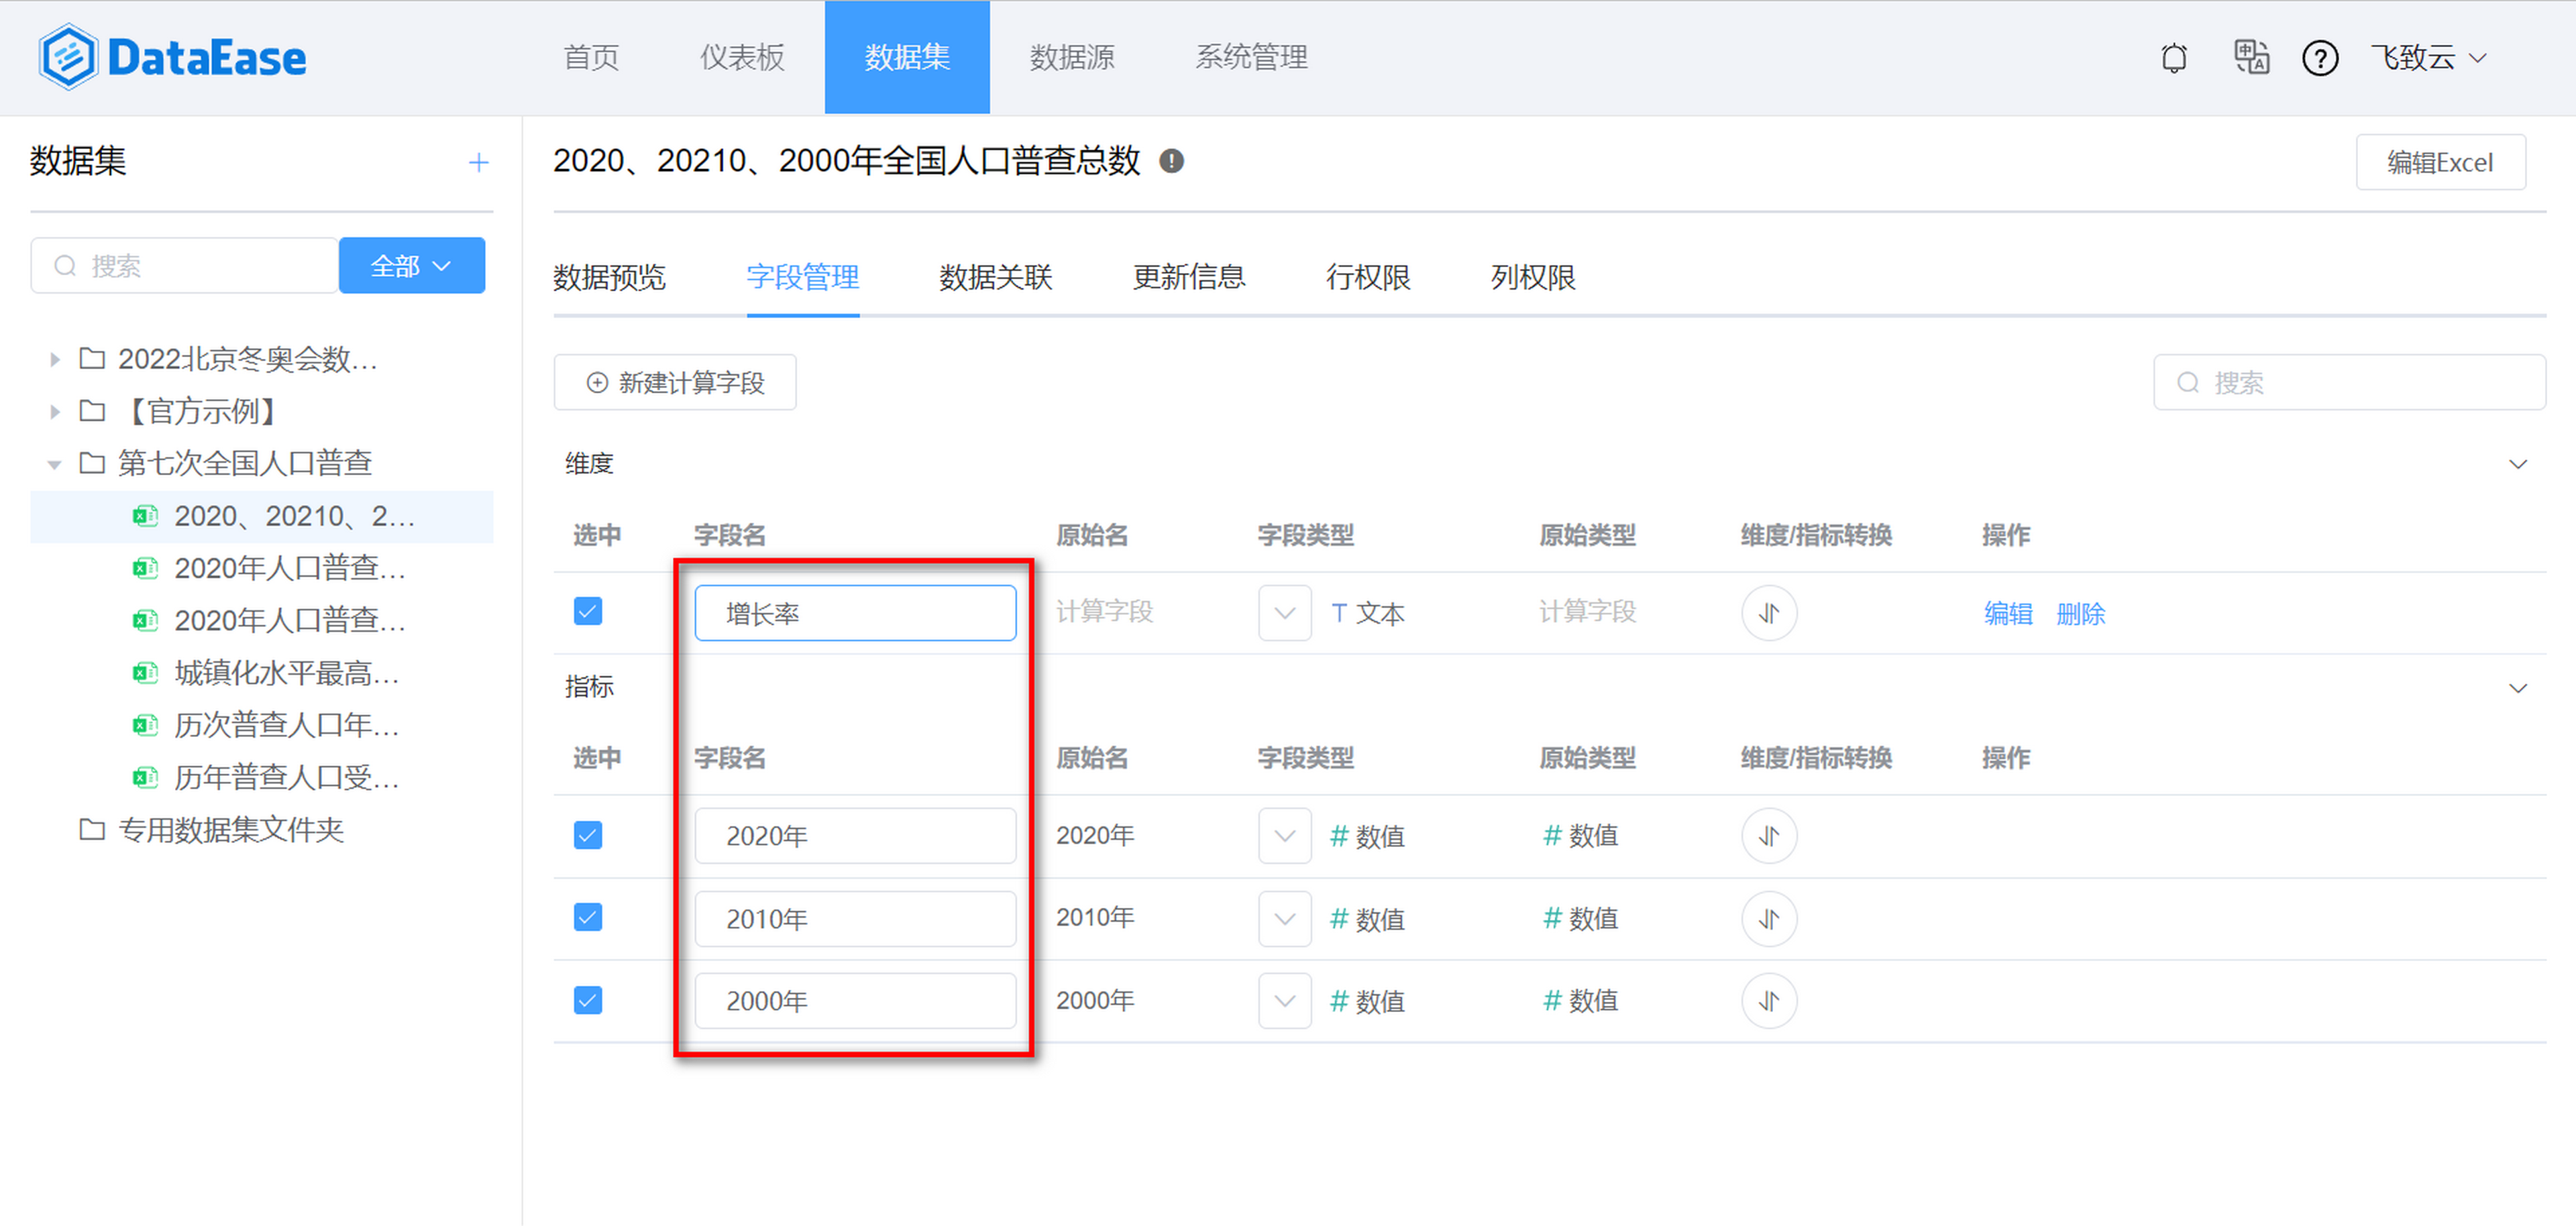 DataEase
首页
仪表板
数据集
数据源
系统管理
飞致云
数据集
搜索
全部
2022北京冬奥会数...
【官方示例】
第七次全国人口普查
2020、20210、2...
2020年人口普查...
2020年人口普查...
城镇化水平最高...
历次普查人口年...
历年普查人口受...
专用数据集文件夹
2020、20210、2000年全国人口普查总数
编辑Excel
数据预览
字段管理
数据关联
更新信息
行权限
列权限
新建计算字段
搜索
维度
选中 字段名 原始名 字段类型 原始类型 维度/指标转换 操作
增长率 计算字段 T 文本 计算字段 编辑 删除
指标
选中 字段名 原始名 字段类型 原始类型 维度/指标转换 操作
2020年 2020年 # 数值 # 数值
2010年 2010年 # 数值 # 数值
2000年 2000年 # 数值 # 数值